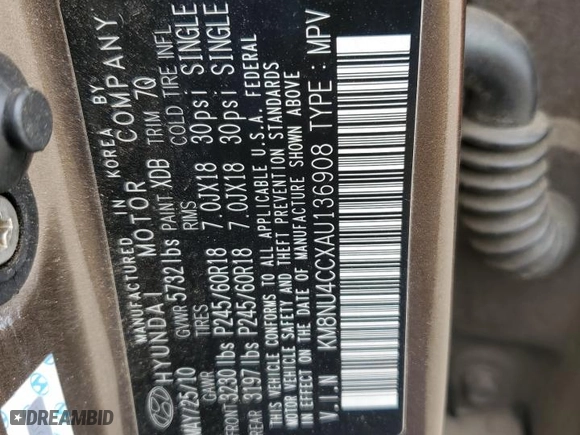 MANUFACTURED IN KOREA BY
HYUNDAI MOTOR COMPANY
MAY/25/10 GVWR 5732 lbs PAINT XDB TRIM 7Q
GAWR TIRES COLD TIRE INFL
FRONT 3230 lbs P245/60R18 7.0JX18 30psi SINGLE
REAR 3197 lbs P245/60R18 7.0JX18 30psi SINGLE
THIS VEHICLE CONFORMS TO ALL APPLICABLE U.S.A. FEDERAL
MOTOR VEHICLE SAFETY AND THEFT PREVENTION STANDARDS
IN EFFECT ON THE DATE OF MANUFACTURE SHOWN ABOVE
V.I.N KM8NU4CCXAU136908 TYPE : MPV
DREAMBID